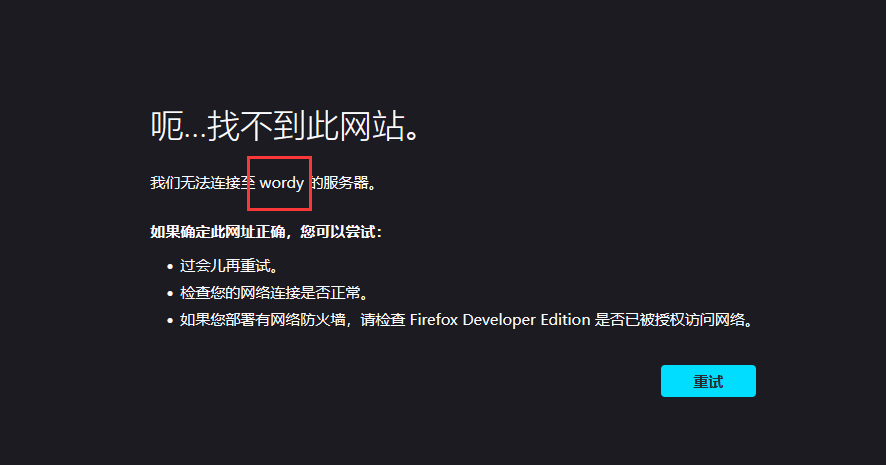 呃…找不到此网站。
我们无法连接至 wordy 的服务器。
如果确定此网址正确，您可以尝试：
• 过会儿再重试。
• 检查您的网络连接是否正常。
• 如果您部署有网络防火墙，请检查 Firefox Developer Edition 是否已被授权访问网络。
重试